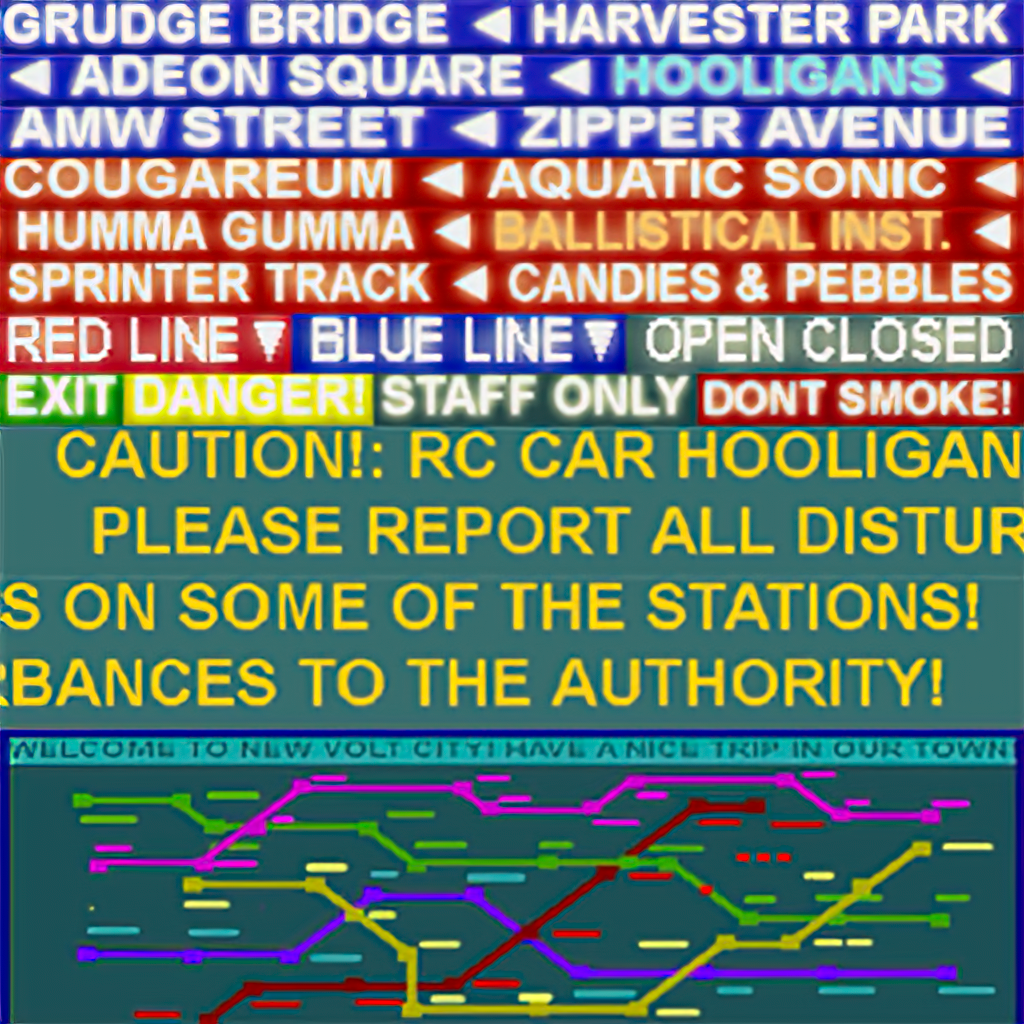 GRUDGE BRIDGE ◀ HARVESTER PARK
◀ ADEON SQUARE ◀ HOOLIGANS ◀
AMW STREET ◀ ZIPPER AVENUE
COUGAREUM ◀ AQUATIC SONIC ◀
HUMMA GUMMA ◀ BALLISTICAL INST. ◀
SPRINTER TRACK ◀ CANDIES & PEBBLES
RED LINE ▼ BLUE LINE ▼ OPEN CLOSED
EXIT DANGER! STAFF ONLY DONT SMOKE!
CAUTION!: RC CAR HOOLIGAN
PLEASE REPORT ALL DISTUR
S ON SOME OF THE STATIONS!
RBANCES TO THE AUTHORITY!
WELCOME TO NEW VOLT CITY! HAVE A NICE TRIP IN OUR TOWN!